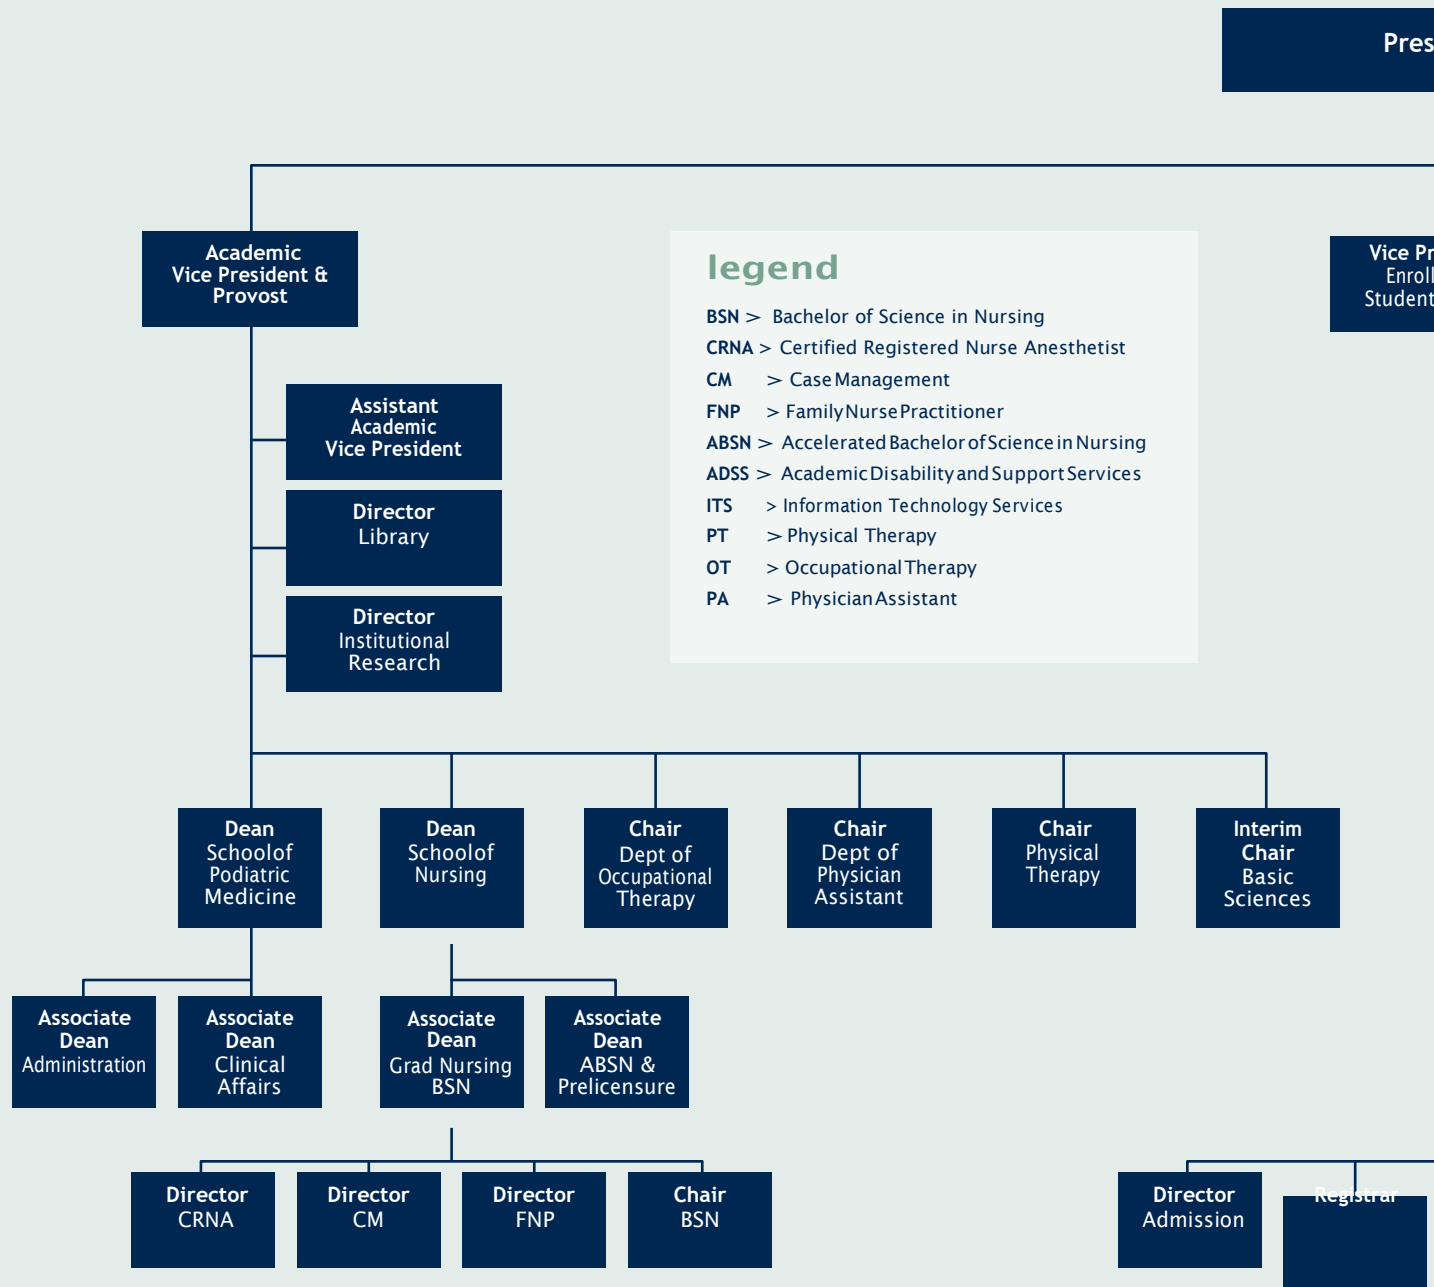 Pres
Academic
Vice President &
Provost
legend
BSN > Bachelor of Science in Nursing
CRNA > Certified Registered Nurse Anesthetist
CM > Case Management
FNP > Family Nurse Practitioner
ABSN > Accelerated Bachelor of Science in Nursing
ADSS > Academic Disability and Support Services
ITS > Information Technology Services
PT > Physical Therapy
OT > Occupational Therapy
PA > Physician Assistant
Vice Pr
Enroll
Student
Assistant
Academic
Vice President
Director
Library
Director
Institutional
Research
Dean
School of
Podiatric
Medicine
Dean
School of
Nursing
Chair
Dept of
Occupational
Therapy
Chair
Dept of
Physician
Assistant
Chair
Physical
Therapy
Interim
Chair
Basic
Sciences
Associate
Dean
Administration
Associate
Dean
Clinical
Affairs
Associate
Dean
Grad Nursing
BSN
Associate
Dean
ABSN &
Prelicensure
Director
CRNA
Director
CM
Director
FNP
Chair
BSN
Director
Admission
Registrar